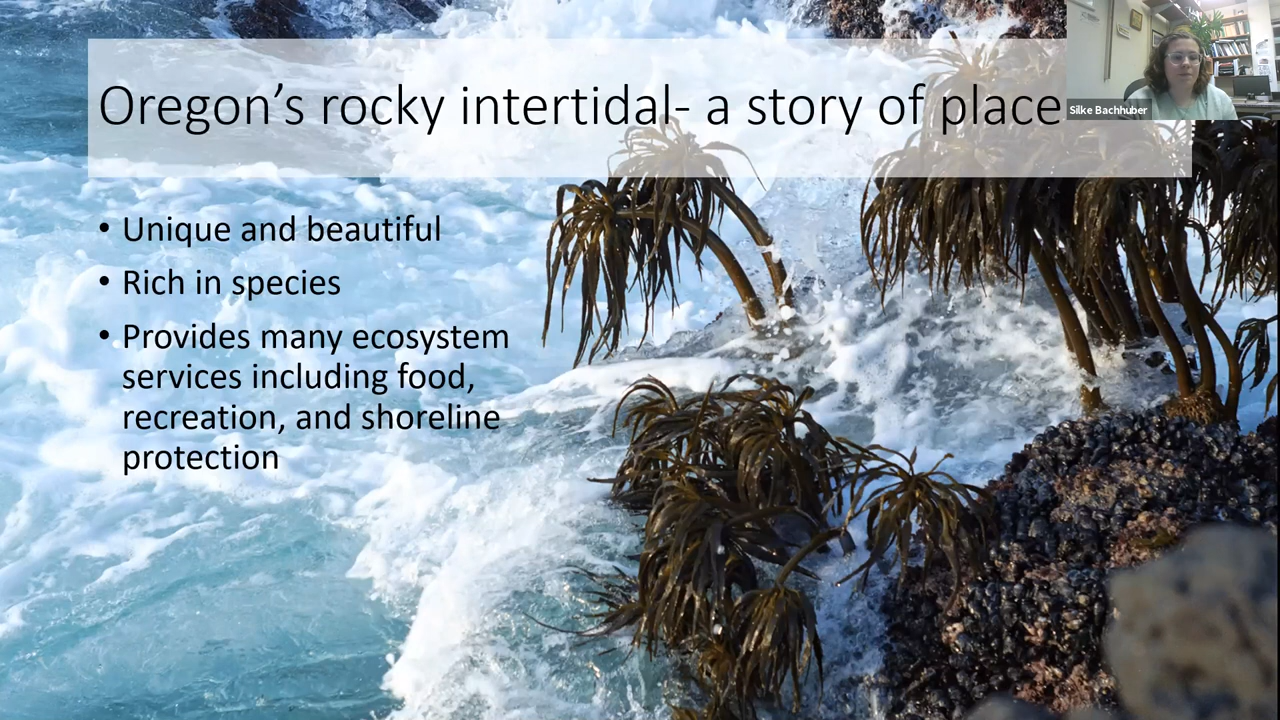 Oregon’s rocky intertidal- a story of place
Silke Bachhuber
• Unique and beautiful
• Rich in species
• Provides many ecosystem
services including food,
recreation, and shoreline
protection